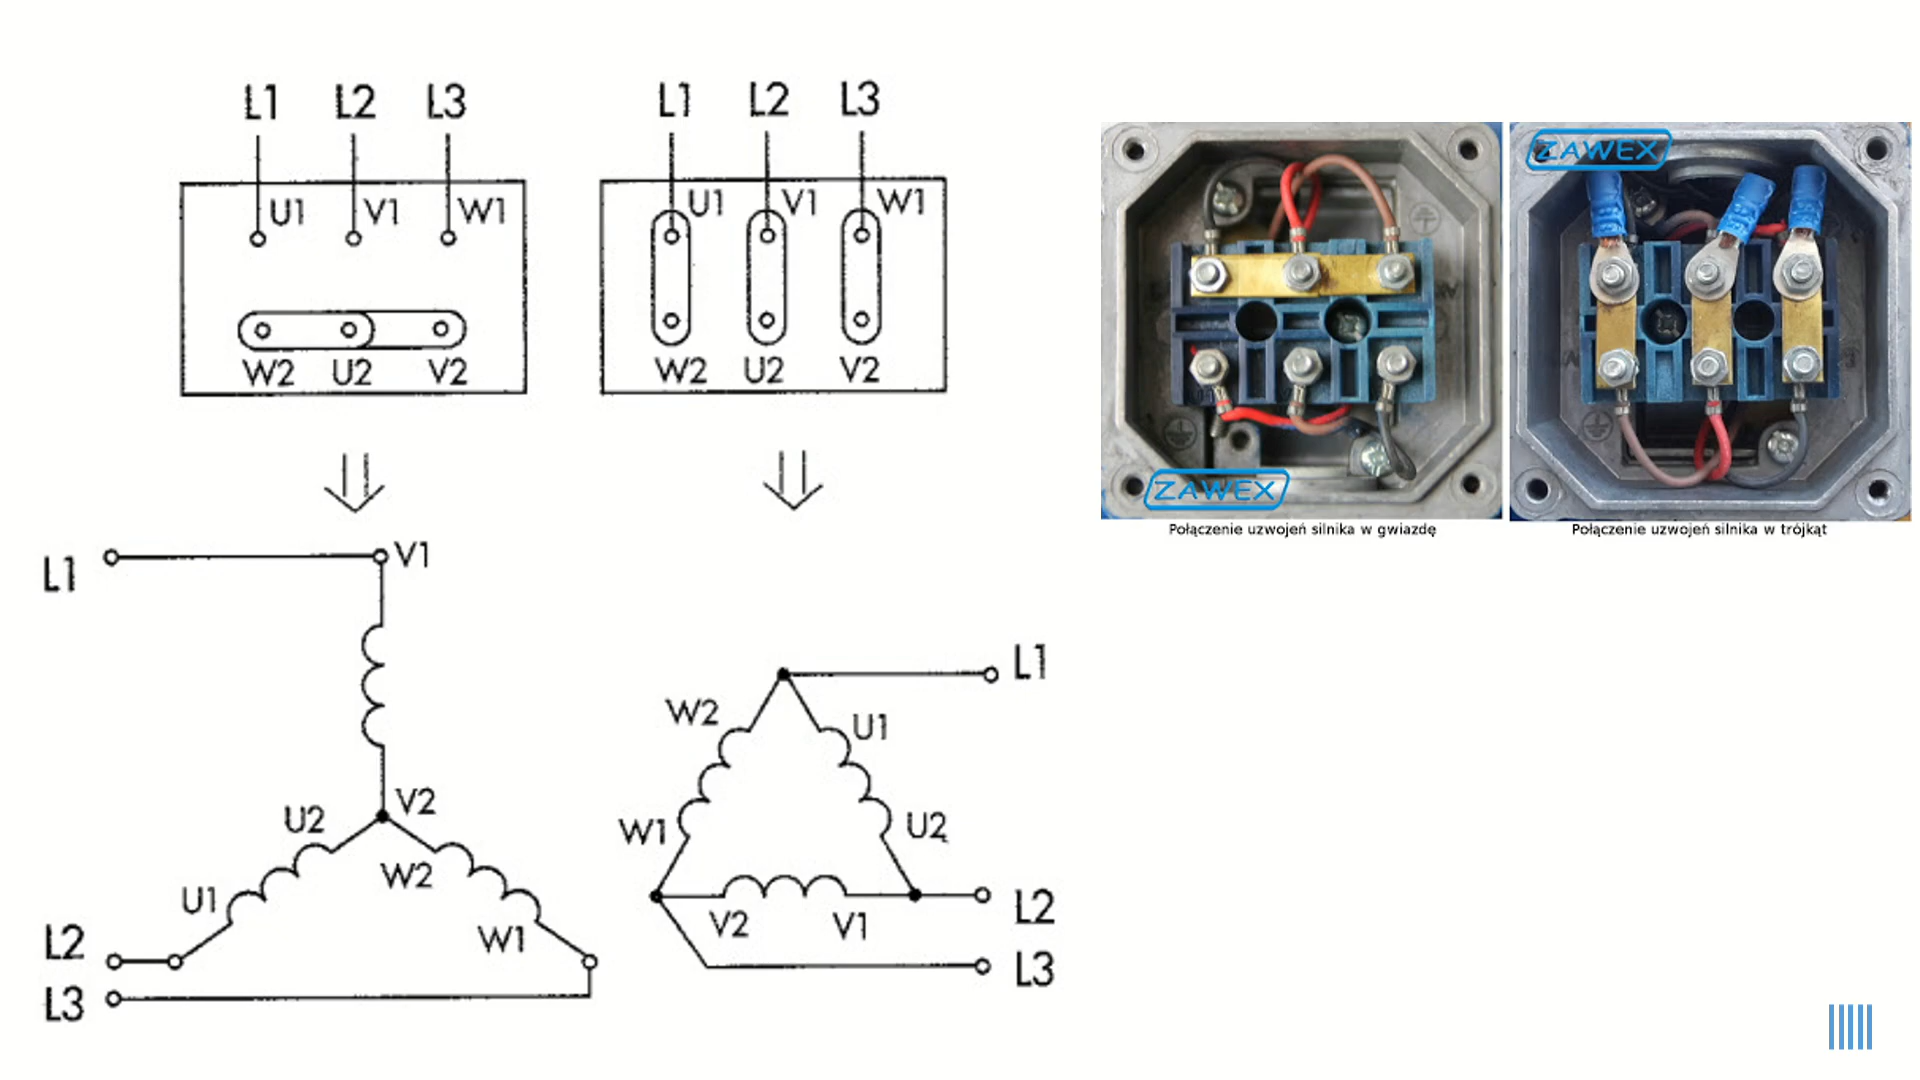 L1 L2 L3
U1 V1 W1
W2 U2 V2
L1 L2 L3
U1 V1 W1
W2 U2 V2
L1
V1
V2
U2
W2
U1
W1
L2
L3
L1
W2
U1
W1
U2
V2
V1
L2
L3
ZAWEX
Połączenie uzwojeń silnika w gwiazdę
ZAWEX
Połączenie uzwojeń silnika w trójkąt